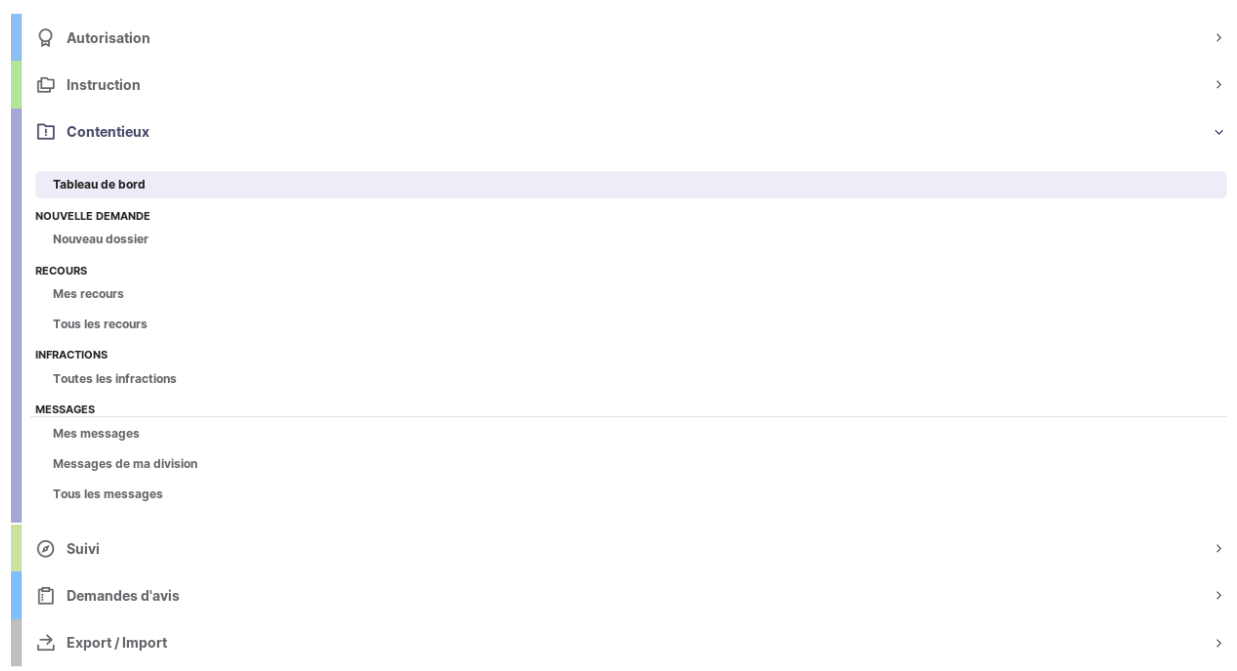 Autorisation
Instruction
Contentieux
Tableau de bord
NOUVELLE DEMANDE
Nouveau dossier
RECOURS
Mes recours
Tous les recours
INFRACTIONS
Toutes les infractions
MESSAGES
Mes messages
Messages de ma division
Tous les messages
Suivi
Demandes d'avis
Export / Import